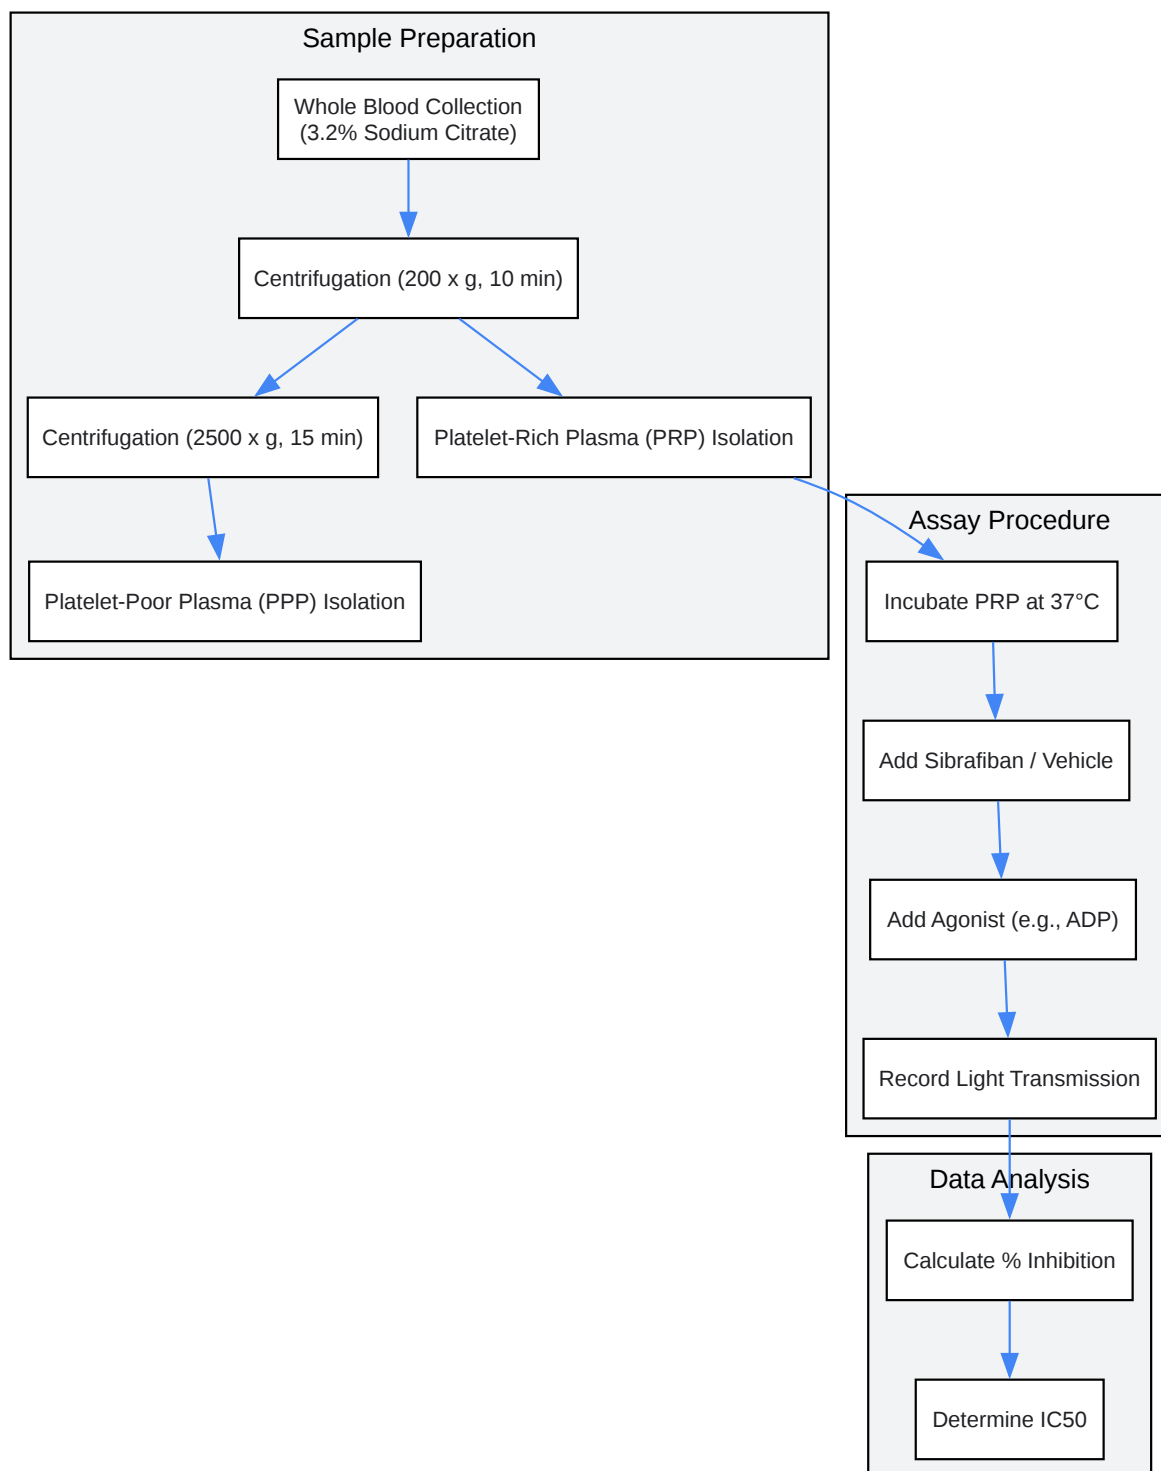 Sample Preparation
Whole Blood Collection
(3.2% Sodium Citrate)
Centrifugation (200 x g, 10 min)
Centrifugation (2500 x g, 15 min)
Platelet-Rich Plasma (PRP) Isolation
Platelet-Poor Plasma (PPP) Isolation
Assay Procedure
Incubate PRP at 37°C
Add Sibrafiban / Vehicle
Add Agonist (e.g., ADP)
Record Light Transmission
Data Analysis
Calculate % Inhibition
Determine IC50